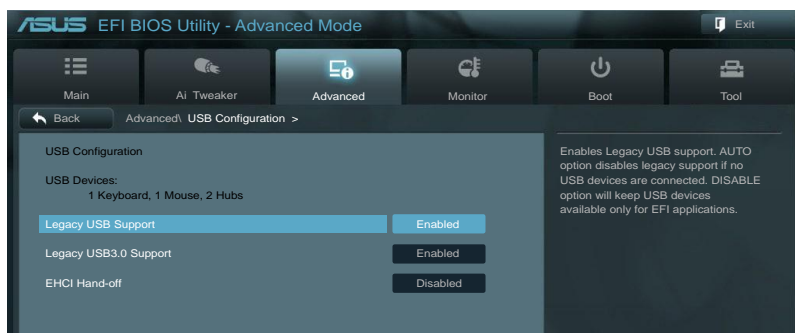 ASUS EFI BIOS Utility - Advanced Mode
Exit
Main
Ai Tweaker
Advanced
Monitor
Boot
Tool
Back
Advanced\ USB Configuration >
USB Configuration
USB Devices:
1 Keyboard, 1 Mouse, 2 Hubs
Legacy USB Support Enabled
Legacy USB3.0 Support Enabled
EHCI Hand-off Disabled
Enables Legacy USB support. AUTO
option disables legacy support if no
USB devices are connected. DISABLE
option will keep USB devices
available only for EFI applications.